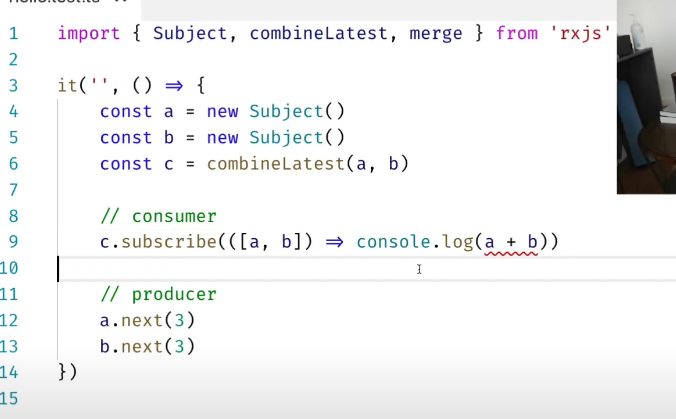 1 import { Subject, combineLatest, merge } from 'rxjs'
2
3 it('', () => {
4 const a = new Subject()
5 const b = new Subject()
6 const c = combineLatest(a, b)
7
8 // consumer
9 c.subscribe(([a, b]) => console.log(a + b))
10
11 // producer
12 a.next(3)
13 b.next(3)
14 })
15